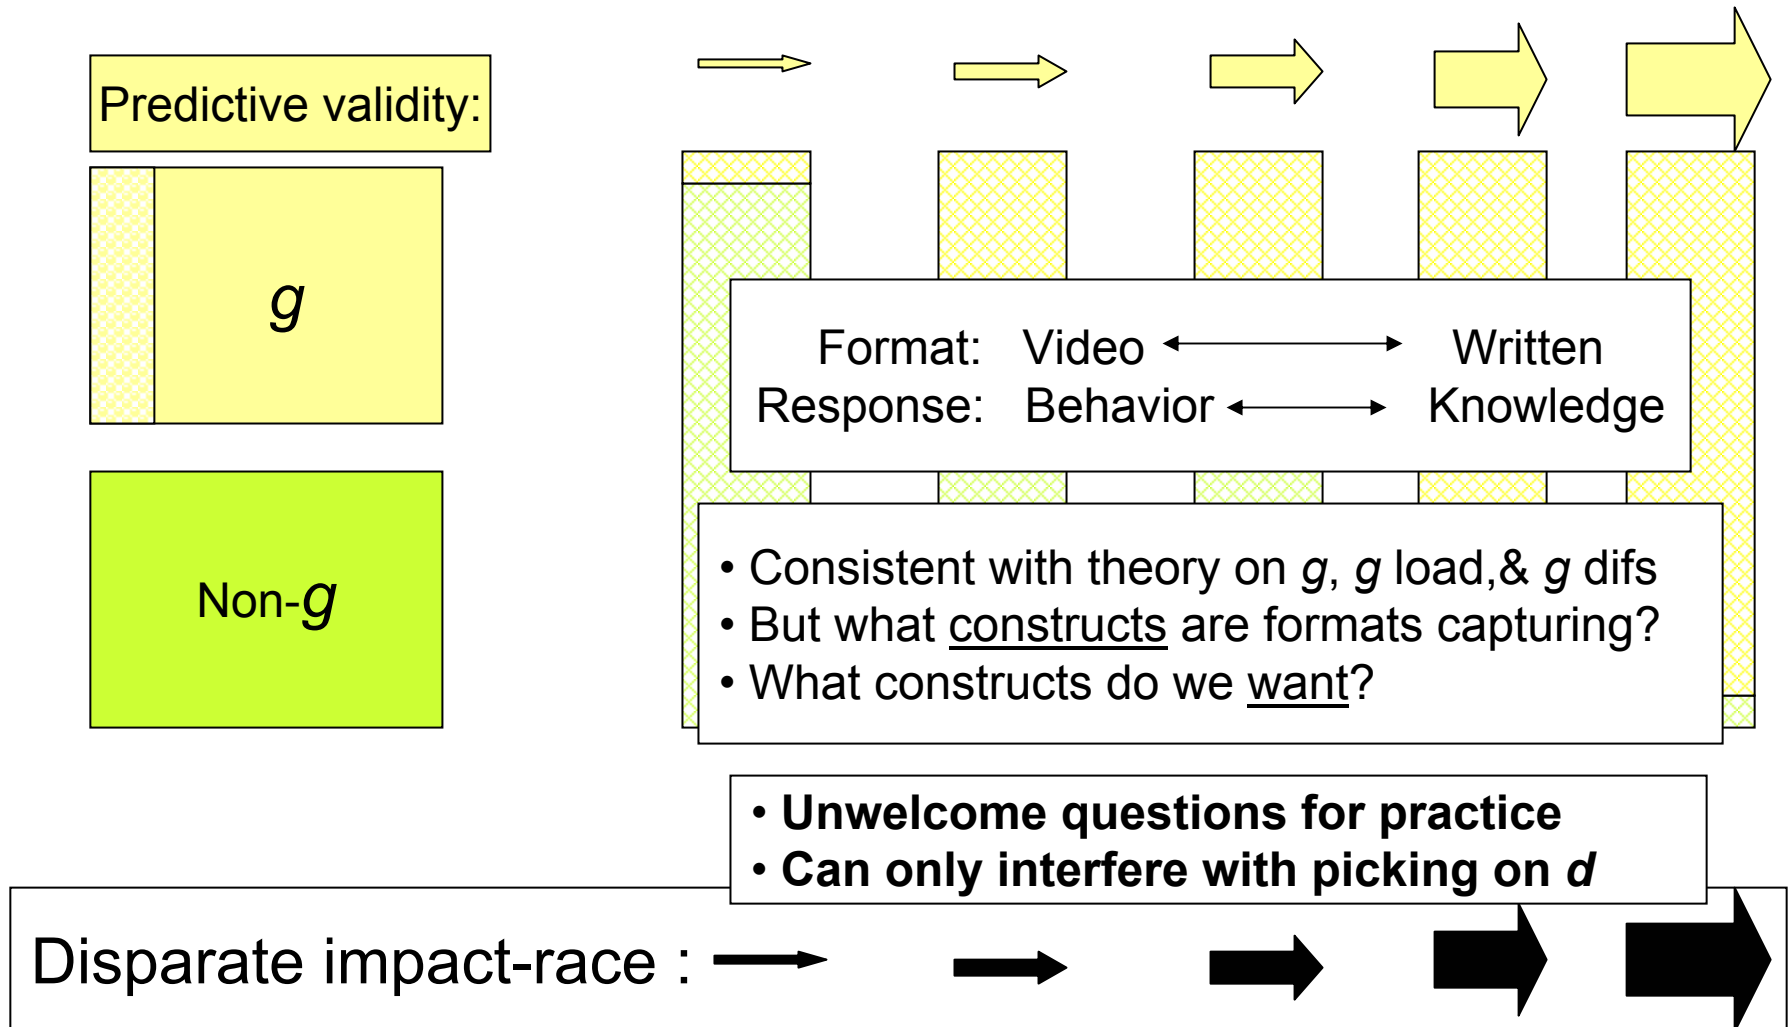 Predictive validity:
g
Format: Video Written
Response: Behavior Knowledge
Non-g
• Consistent with theory on g, g load,& g difs
• But what constructs are formats capturing?
• What constructs do we want?
• Unwelcome questions for practice
• Can only interfere with picking on d
Disparate impact-race :